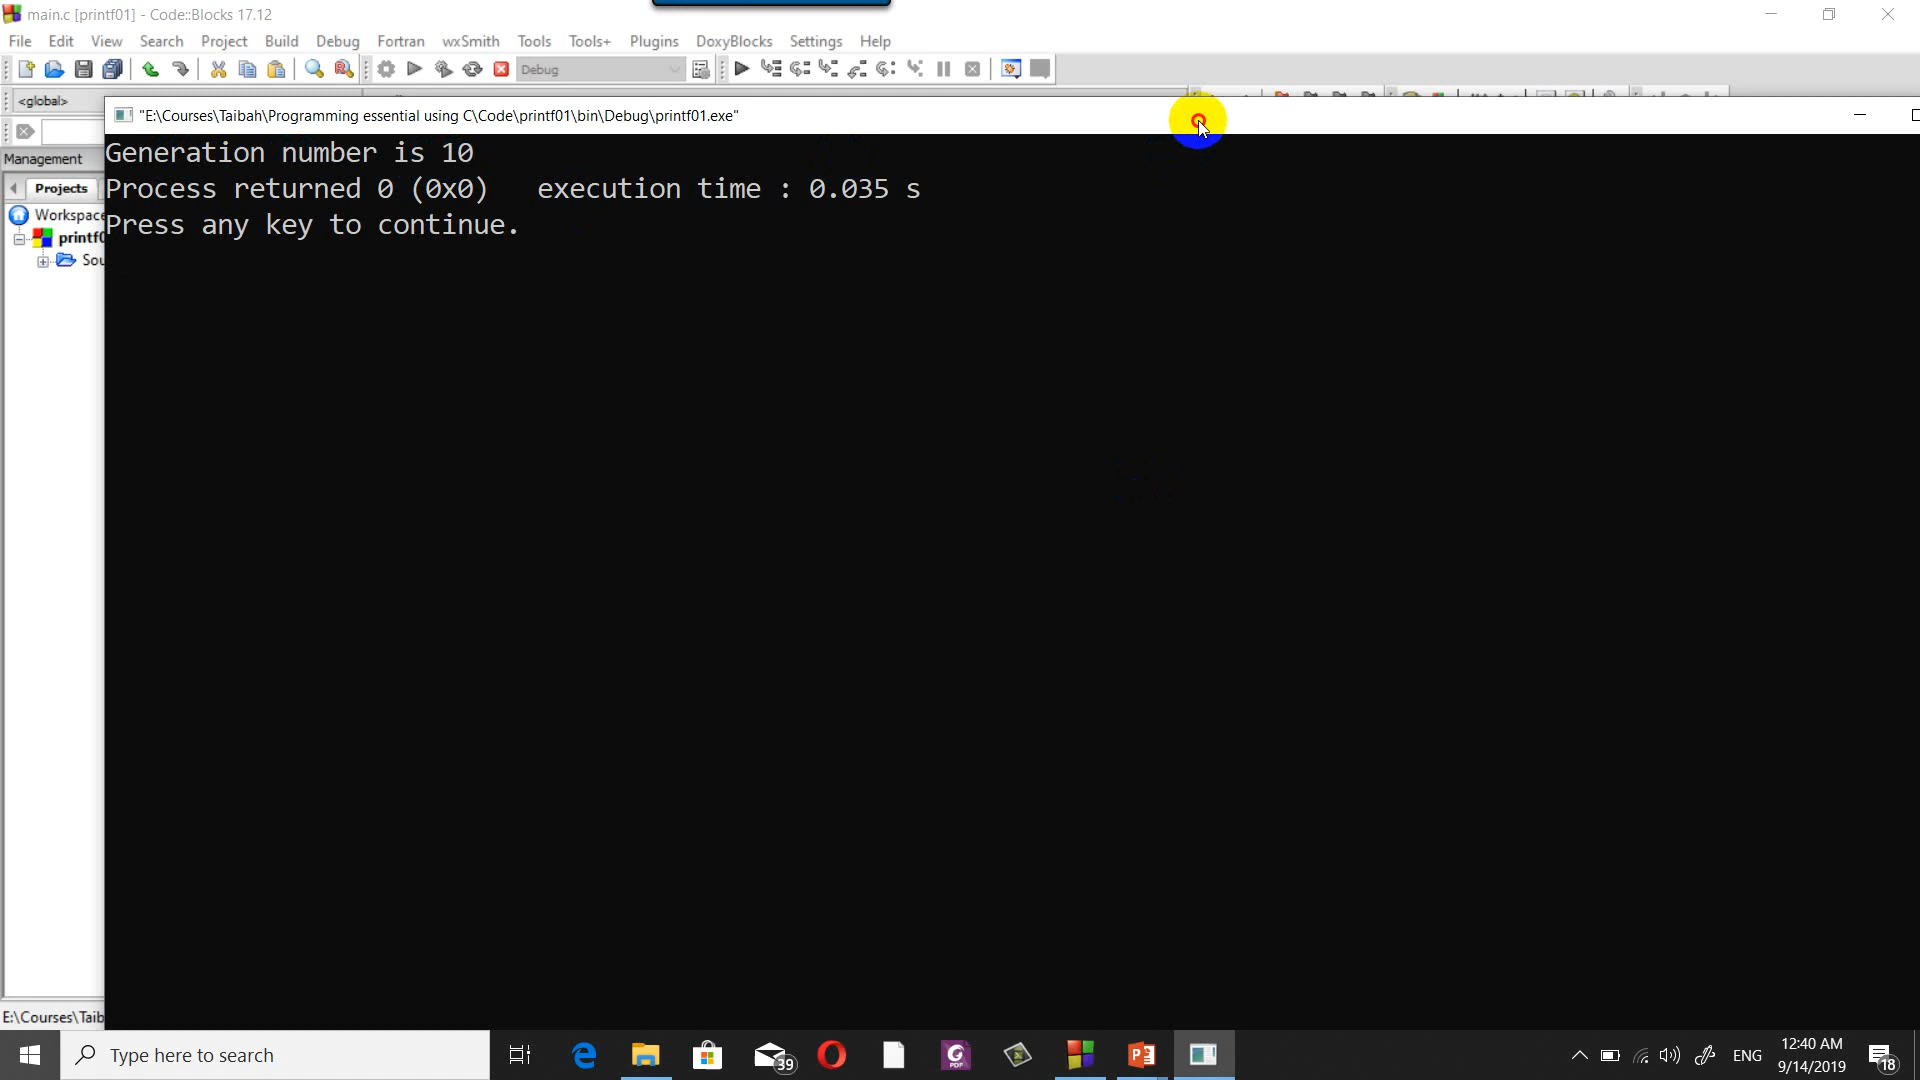 main.c [printf01] - Code::Blocks 17.12
File Edit View Search Project Build Debug Fortran wxSmith Tools Tools+ Plugins DoxyBlocks Settings Help
Debug
<global>
"E:\Courses\Taibah\Programming essential using C\Code\printf01\bin\Debug\printf01.exe"
Management
Projects
Workspace
printf0
Sou
Generation number is 10
Process returned 0 (0x0)   execution time : 0.035 s
Press any key to continue.
E:\Courses\Taib
Type here to search
39
PDF
ENG
12:40 AM
9/14/2019
18